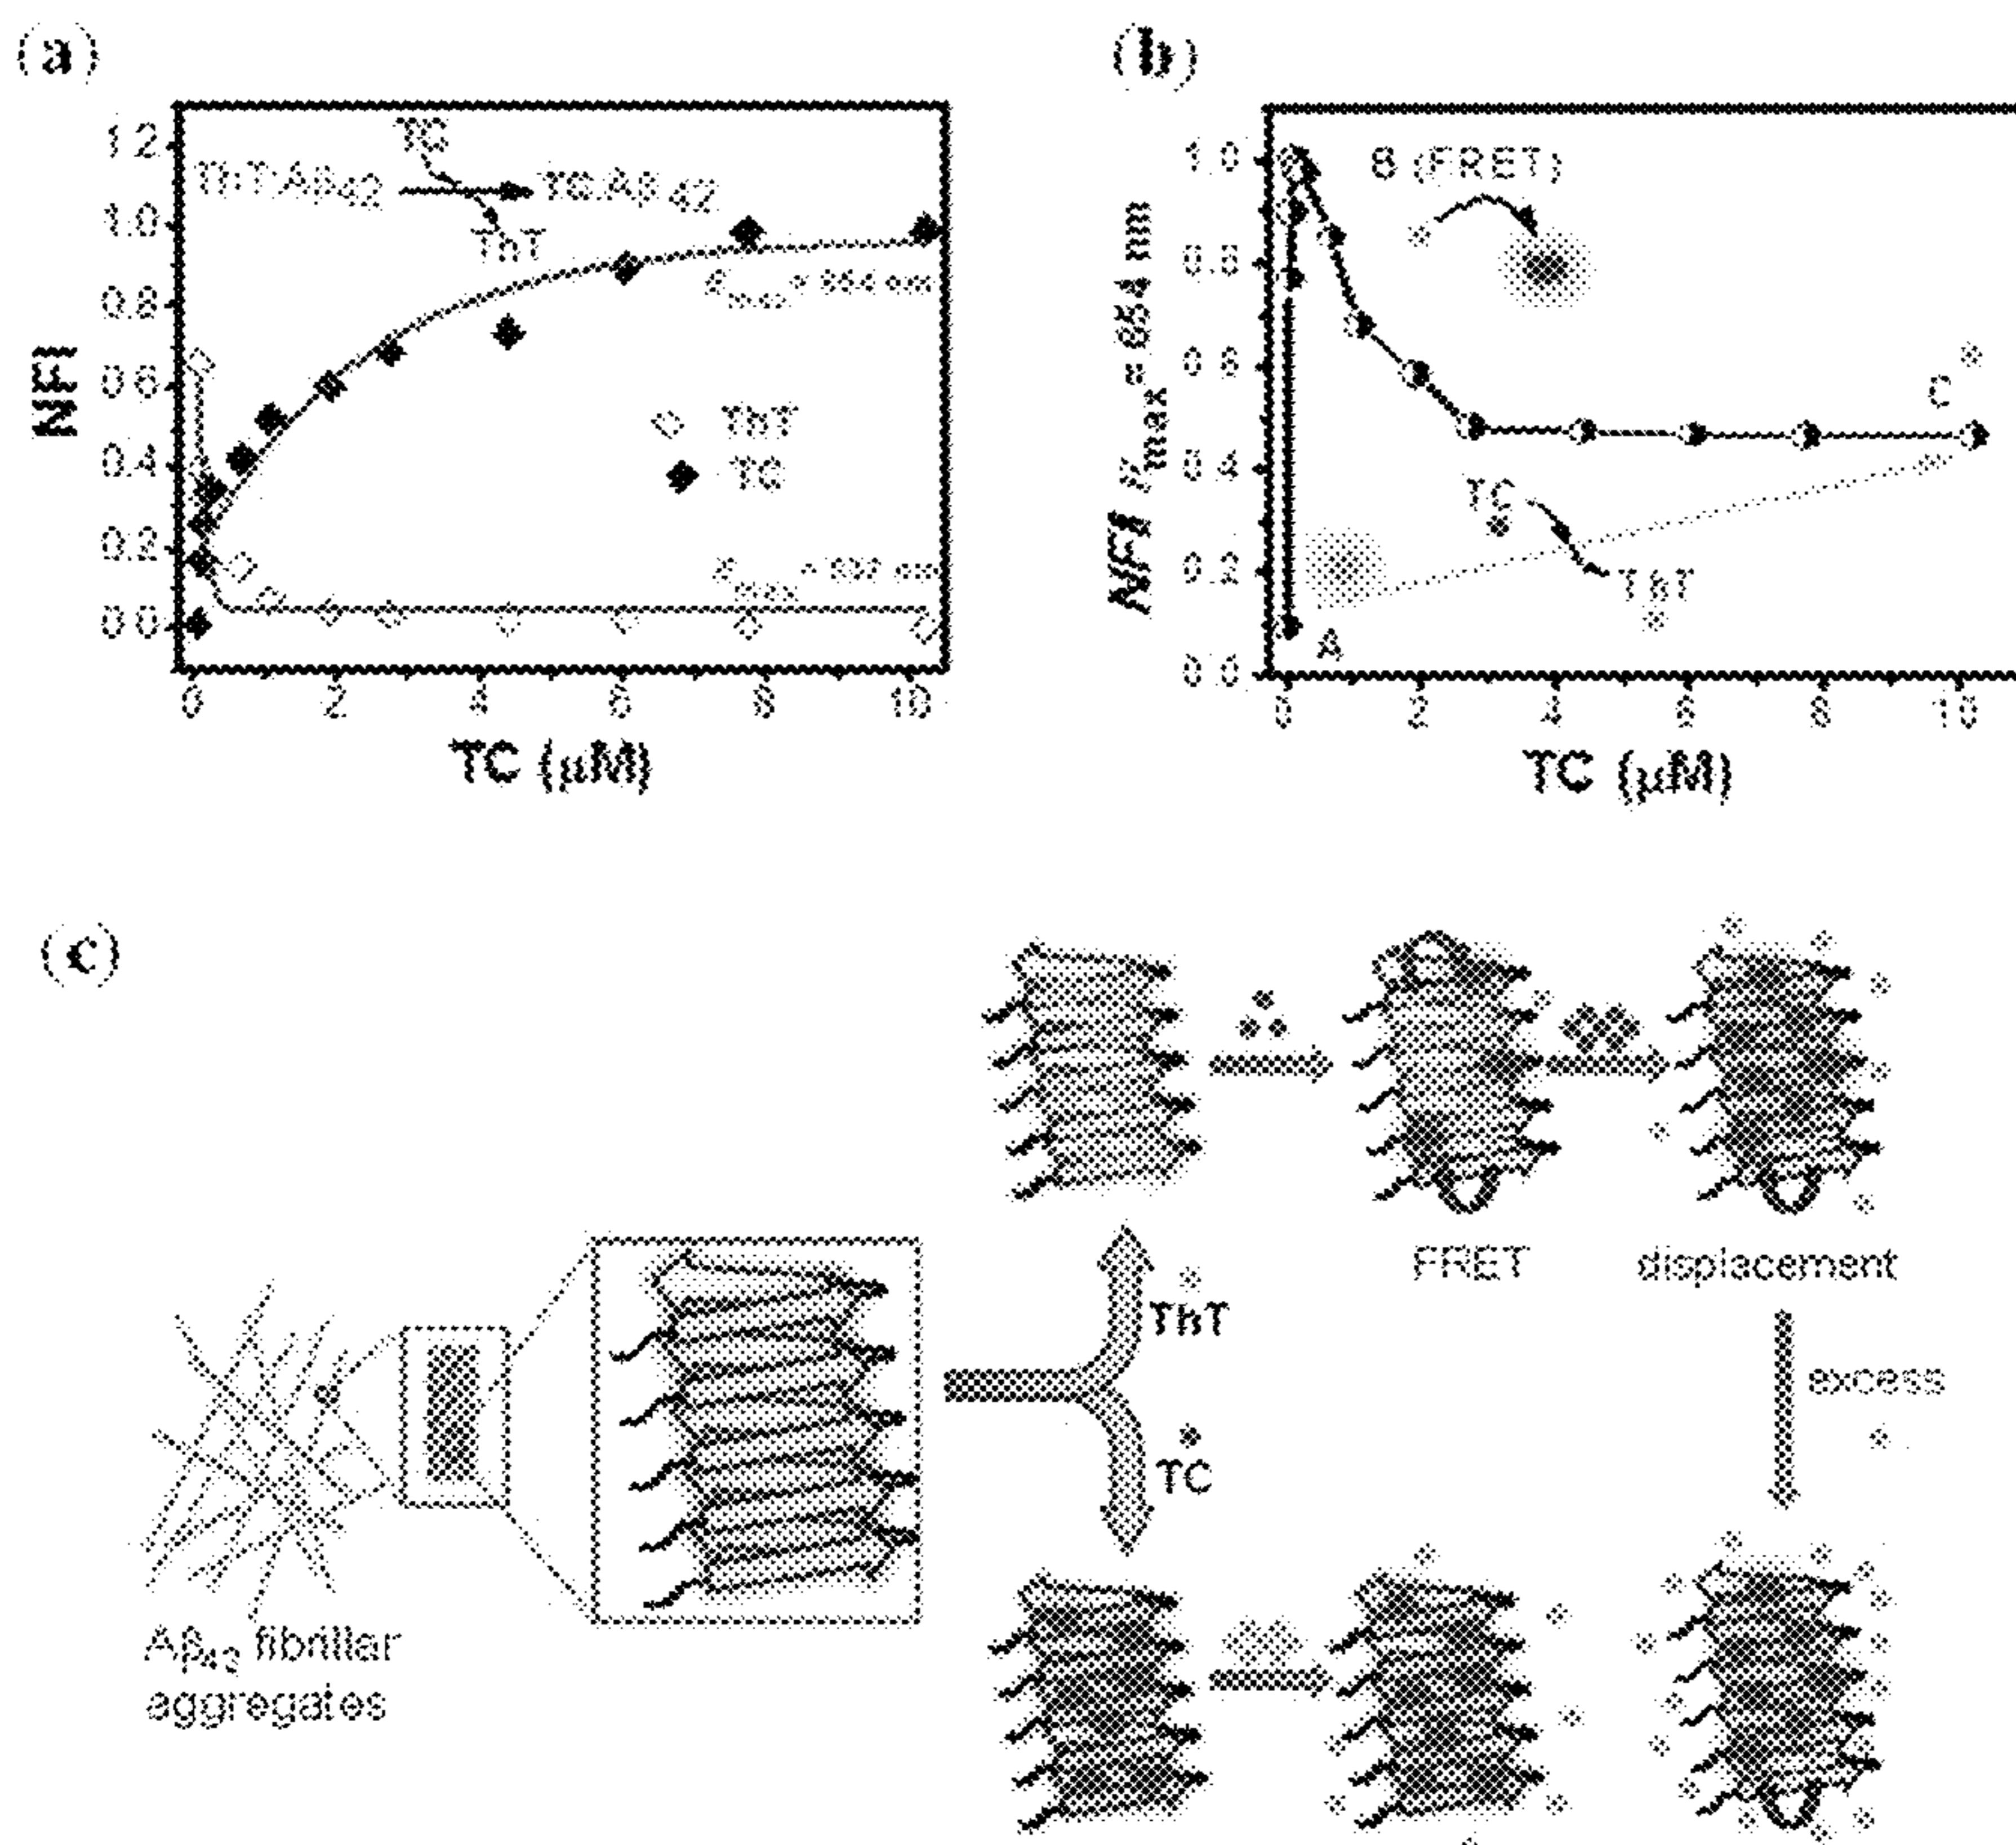 (a)
1.2
1.0
0.8
0.6
0.4
0.2
0.0
NFI
TC
ThT:Aβ42
TC:Aβ42
ThT
ThT
TC
0 2 4 6 8 10
TC (μM)
(b)
1.0
0.8
0.6
0.4
0.2
0.0
B (FRET)
C
TC
ThT
A
0 2 4 6 8 10
TC (μM)
(c)
FRET
displacement
ThT
excess
TC
fibrillar
aggregates